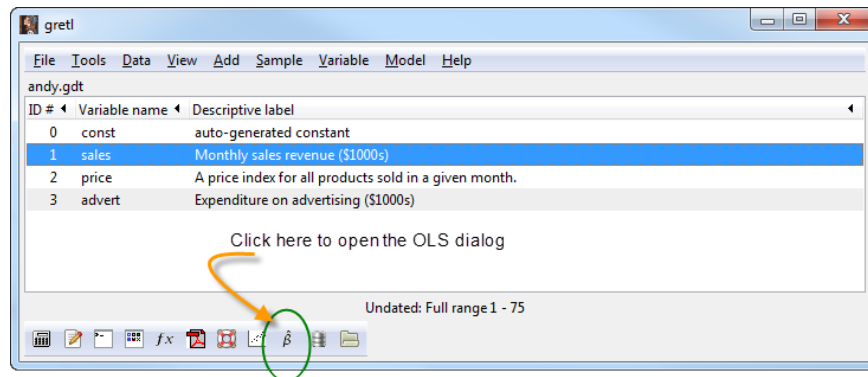 gretl
File Tools Data View Add Sample Variable Model Help
andy.gdt
ID # Variable name Descriptive label
0 const auto-generated constant
1 sales Monthly sales revenue ($1000s)
2 price A price index for all products sold in a given month.
3 advert Expenditure on advertising ($1000s)
Click here to open the OLS dialog
Undated: Full range 1 - 75
fx β̂